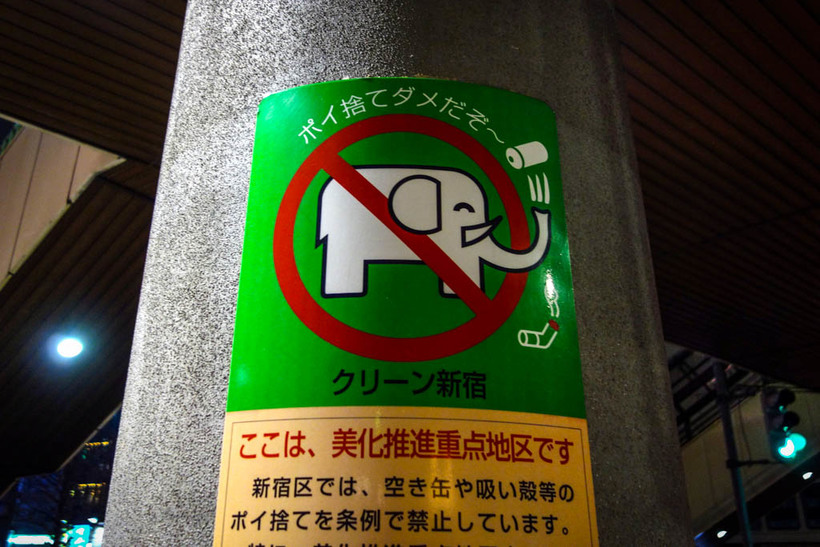 ポイ捨てダメだぞ～
クリーン新宿
ここは、美化推進重点地区です
新宿区では、空き缶や吸い殻等の
ポイ捨てを条例で禁止しています。